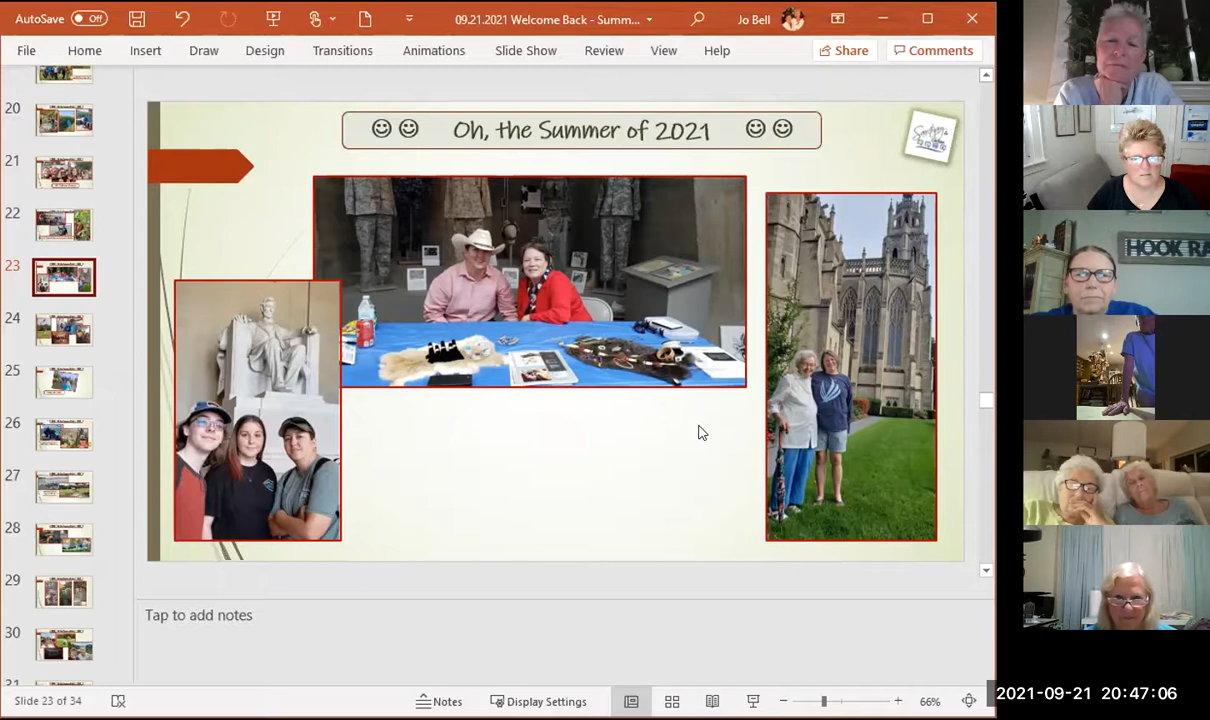 AutoSave Off 09.21.2021 Welcome Back - Summ... Jo Bell
File Home Insert Draw Design Transitions Animations Slide Show Review View Help Share Comments
20
21
22
23
24
25
26
27
28
29
30
Oh, the Summer of 2021
HOOK RA
Tap to add notes
Slide 23 of 34 Notes Display Settings 66%
2021-09-21 20:47:06